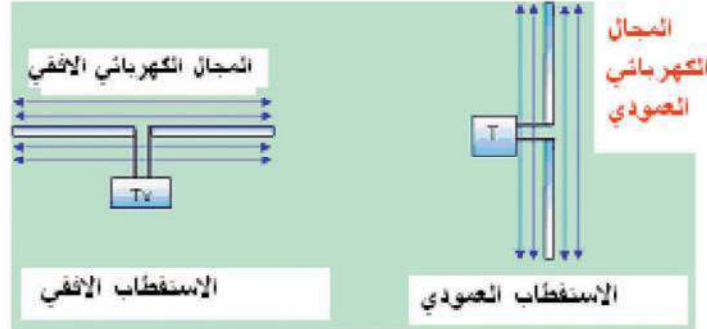 المجال
الكهربائي
العمودي
المجال الكهربائي الافقي
T
Tv
الاستقطاب الافقي
الاستقطاب العمودي